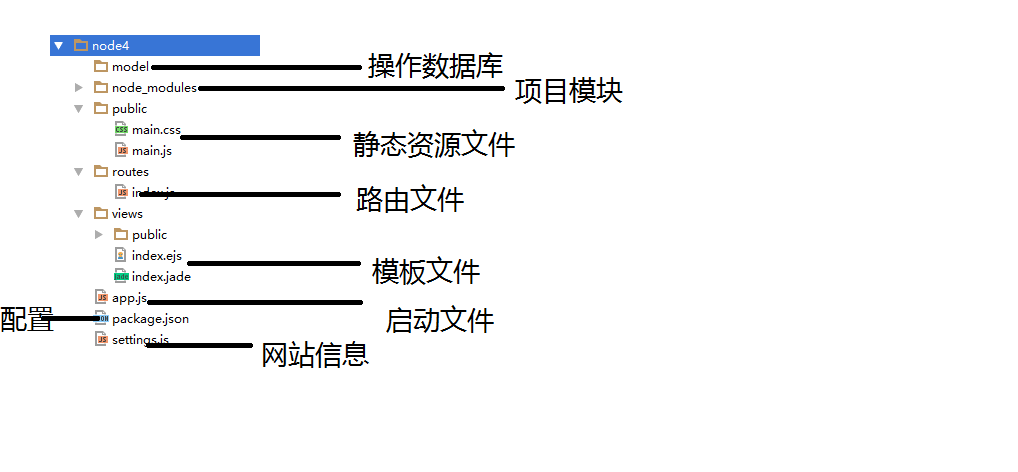 node4
model 操作数据库
node_modules 项目模块
public
main.css 静态资源文件
main.js
routes
index.js 路由文件
views
public
index.ejs 模板文件
index.jade
app.js 启动文件
配置 package.json
settings.js 网站信息